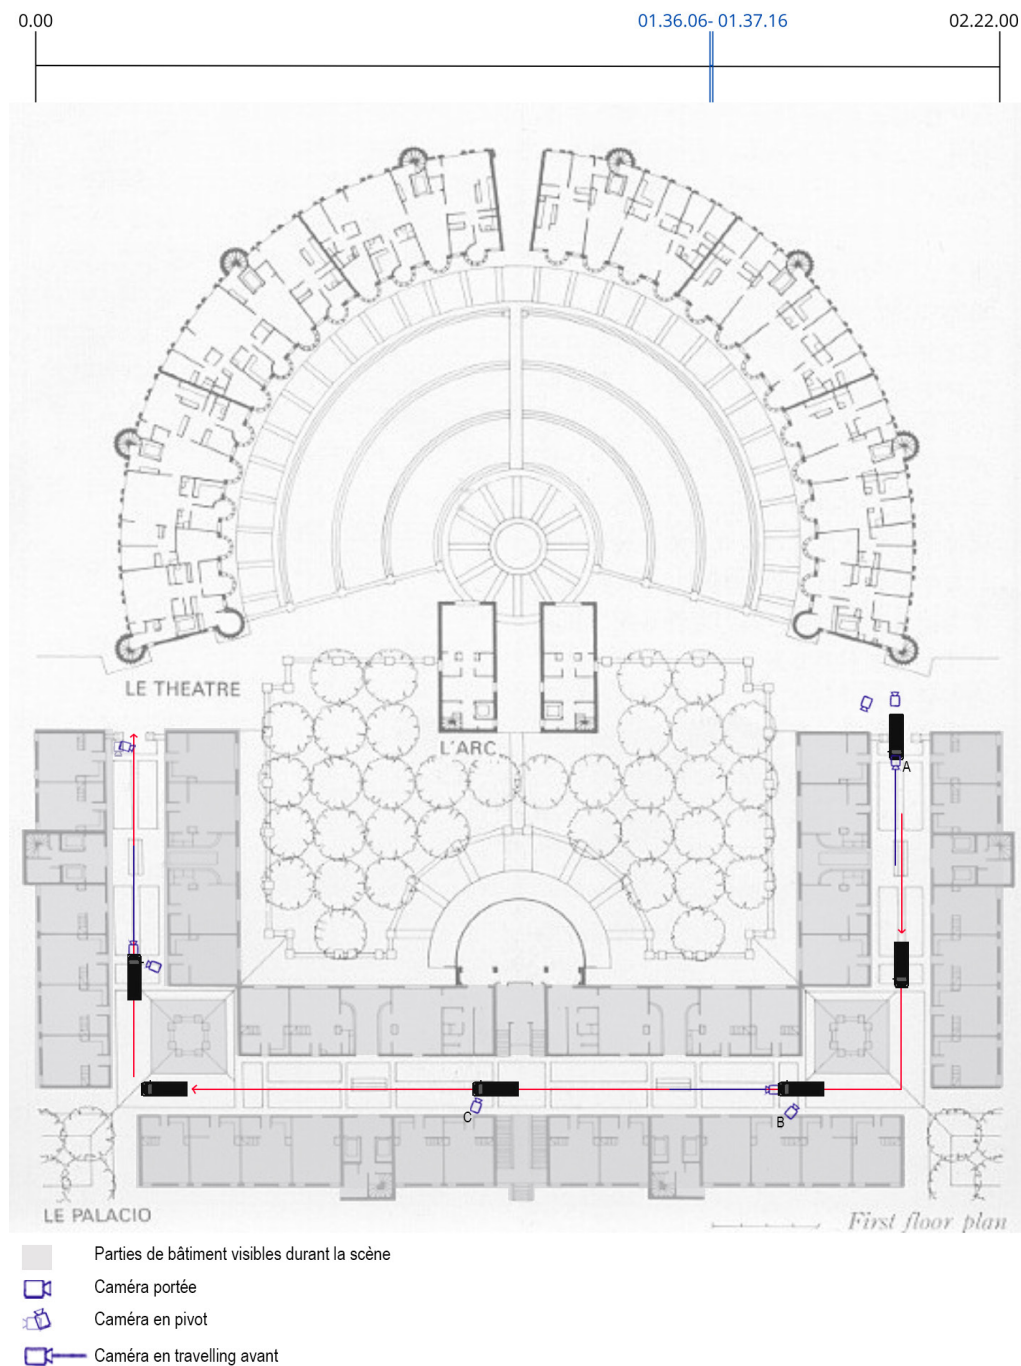 0.00 01.36.06- 01.37.16 02.22.00
LE THEATRE
L'ARC
A
C
B
LE PALACIO
First floor plan
Parties de bâtiment visibles durant la scène
Caméra portée
Caméra en pivot
Caméra en travelling avant